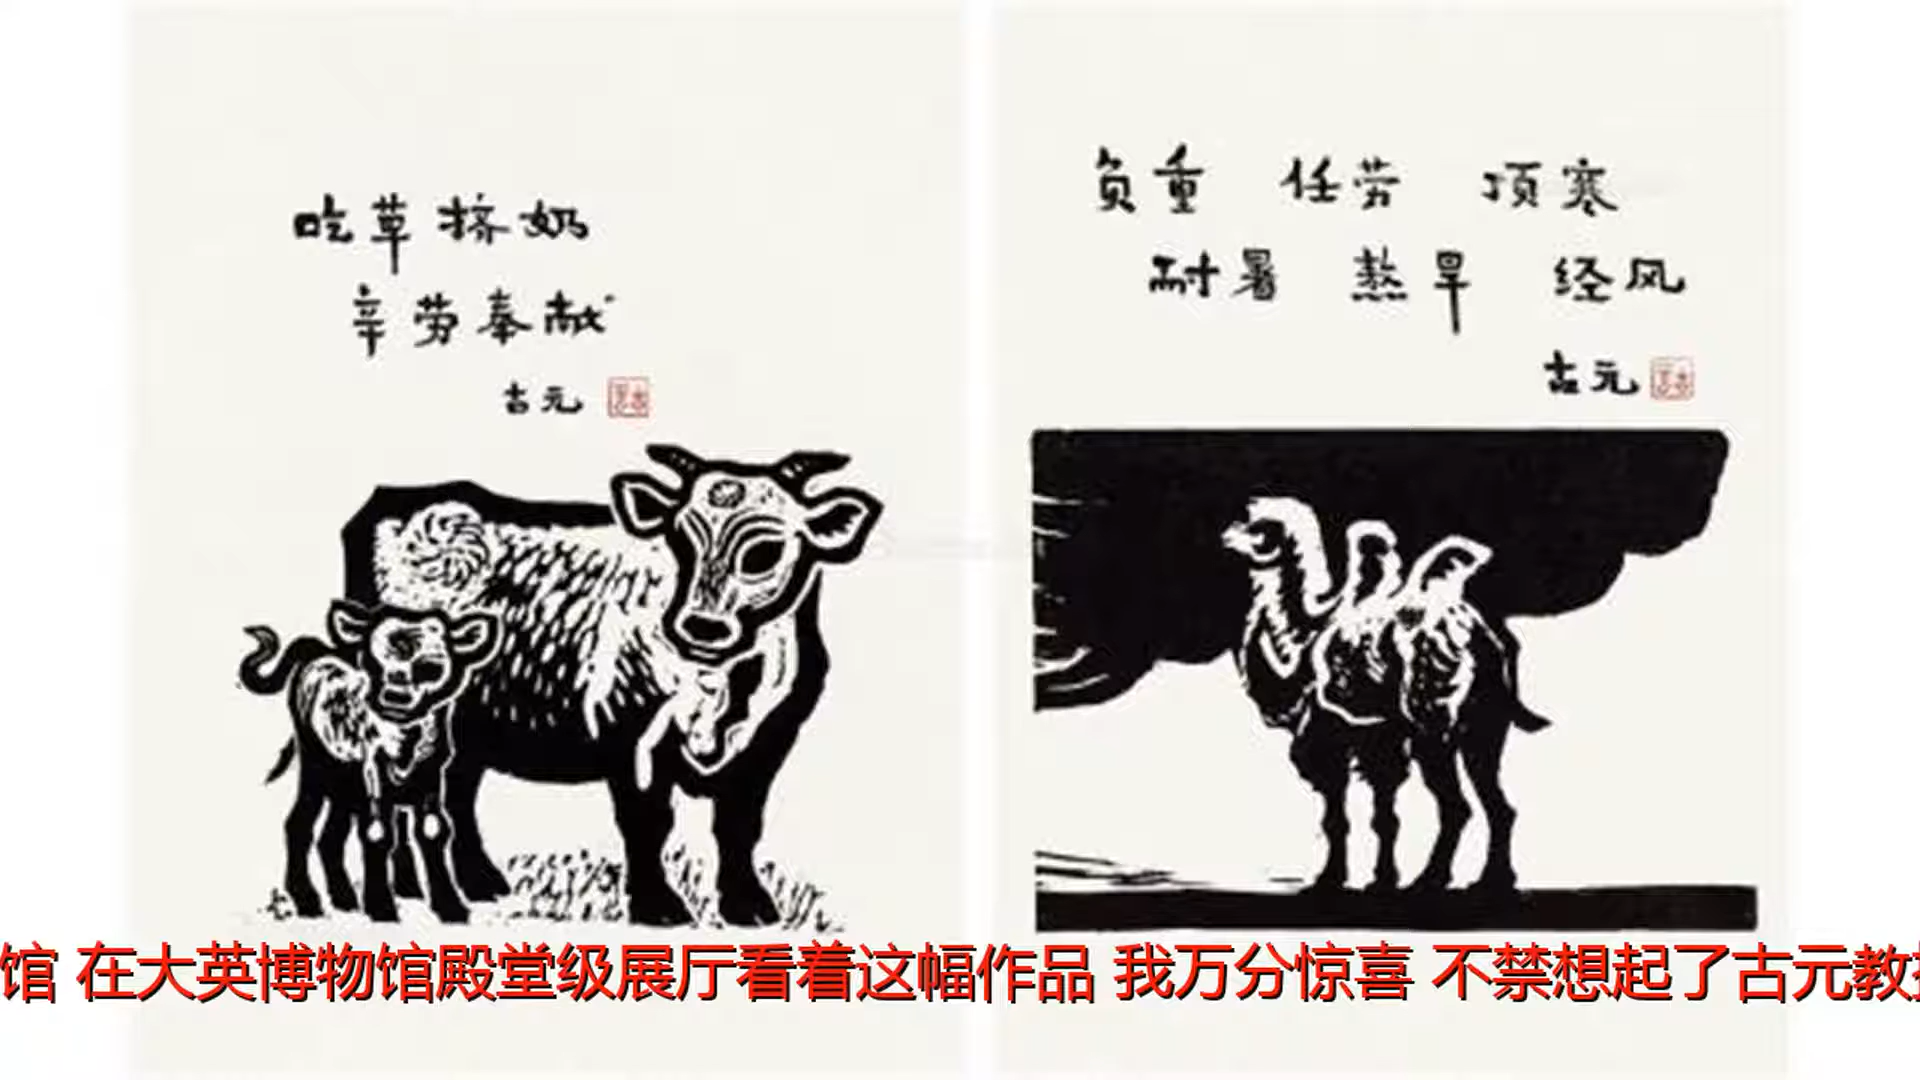 吃草挤奶
辛劳奉献
古元
负重 任劳 顶寒
耐暑 熬旱 经风
古元
馆 在大英博物馆殿堂级展厅看着这幅作品 我万分惊喜 不禁想起了古元教